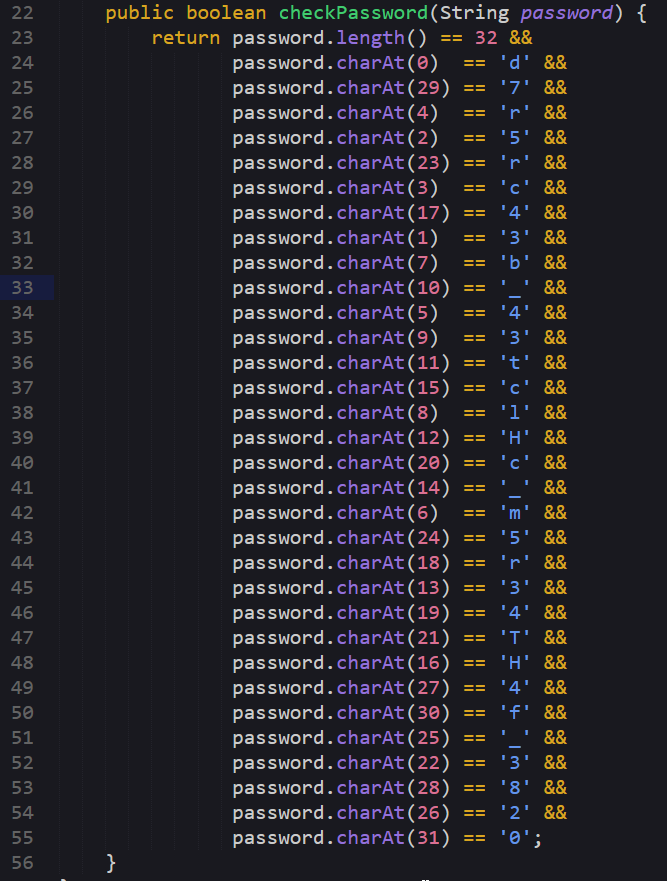 22 public boolean checkPassword(String password) {
23 return password.length() == 32 &&
24 password.charAt(0) == 'd' &&
25 password.charAt(29) == '7' &&
26 password.charAt(4) == 'r' &&
27 password.charAt(2) == '5' &&
28 password.charAt(23) == 'r' &&
29 password.charAt(3) == 'c' &&
30 password.charAt(17) == '4' &&
31 password.charAt(1) == '3' &&
32 password.charAt(7) == 'b' &&
33 password.charAt(10) == '_' &&
34 password.charAt(5) == '4' &&
35 password.charAt(9) == '3' &&
36 password.charAt(11) == 't' &&
37 password.charAt(15) == 'c' &&
38 password.charAt(8) == 'l' &&
39 password.charAt(12) == 'H' &&
40 password.charAt(20) == 'c' &&
41 password.charAt(14) == '_' &&
42 password.charAt(6) == 'm' &&
43 password.charAt(24) == '5' &&
44 password.charAt(18) == 'r' &&
45 password.charAt(13) == '3' &&
46 password.charAt(19) == '4' &&
47 password.charAt(21) == 'T' &&
48 password.charAt(16) == 'H' &&
49 password.charAt(27) == '4' &&
50 password.charAt(30) == 'f' &&
51 password.charAt(25) == '_' &&
52 password.charAt(22) == '3' &&
53 password.charAt(28) == '8' &&
54 password.charAt(26) == '2' &&
55 password.charAt(31) == '0';
56 }